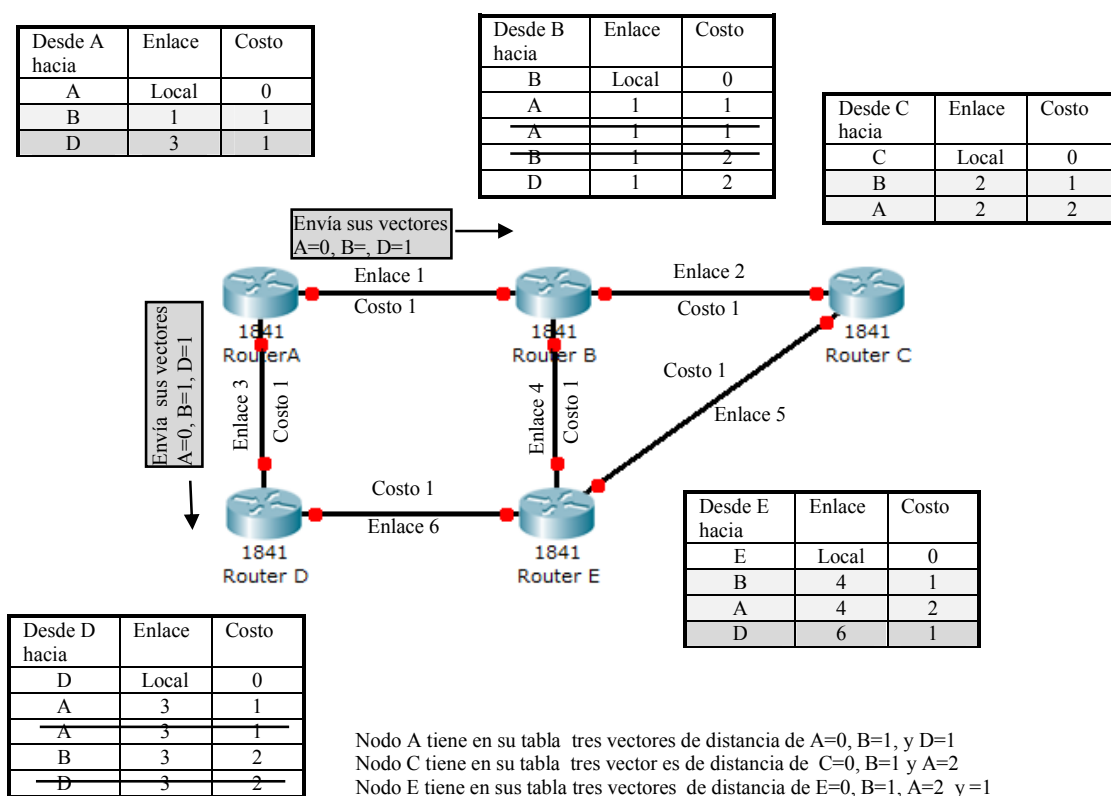 Desde A hacia Enlace Costo
A Local 0
B 1 1
D 3 1
Desde B hacia Enlace Costo
B Local 0
A 1 1
A 1 1
B 1 2
D 1 2
Desde C hacia Enlace Costo
C Local 0
B 2 1
A 2 2
Envía sus vectores
A=0, B=, D=1
Enlace 1
Costo 1
Enlace 2
Costo 1
1841
RouterA
1841
Router B
1841
Router C
Envía sus vectores
A=0, B=1, D=1
Enlace 3
Costo 1
Enlace 4
Costo 1
Costo 1
Enlace 5
Costo 1
Enlace 6
1841
Router D
1841
Router E
Desde E hacia Enlace Costo
E Local 0
B 4 1
A 4 2
D 6 1
Desde D hacia Enlace Costo
D Local 0
A 3 1
A 3 1
B 3 2
D 3 2
Nodo A tiene en su tabla tres vectores de distancia de A=0, B=1, y D=1
Nodo C tiene en su tabla tres vector es de distancia de C=0, B=1 y A=2
Nodo E tiene en sus tabla tres vectores de distancia de E=0, B=1, A=2 y =1